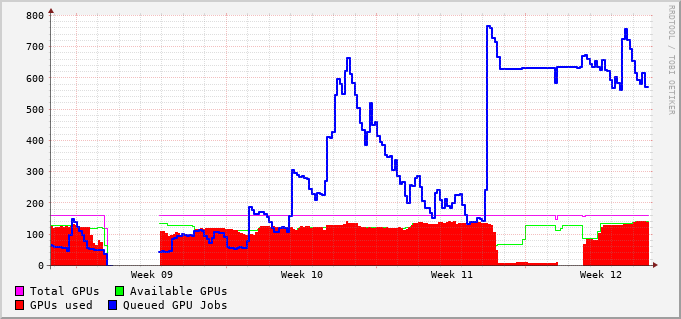 RRDTOOL / TOBI OETIKER
800
700
600
500
400
300
200
100
0
Week 09 Week 10 Week 11 Week 12
Total GPUs Available GPUs
GPUs used Queued GPU Jobs